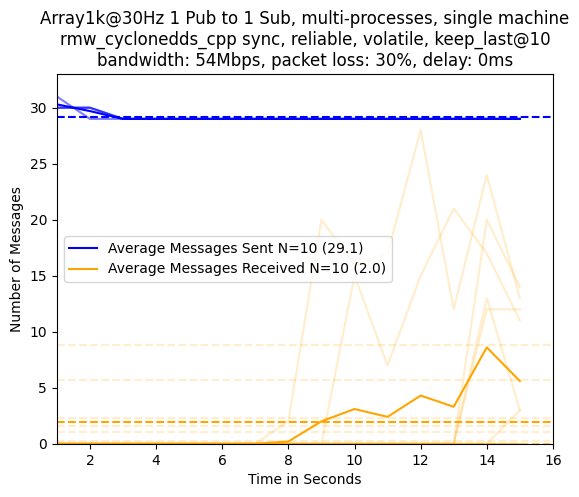 Array1k@30Hz 1 Pub to 1 Sub, multi-processes, single machine
rmw_cyclonedds_cpp sync, reliable, volatile, keep_last@10
bandwidth: 54Mbps, packet loss: 30%, delay: 0ms
30
25
20
15
10
5
0
Number of Messages
Average Messages Sent N=10 (29.1)
Average Messages Received N=10 (2.0)
2 4 6 8 10 12 14 16
Time in Seconds